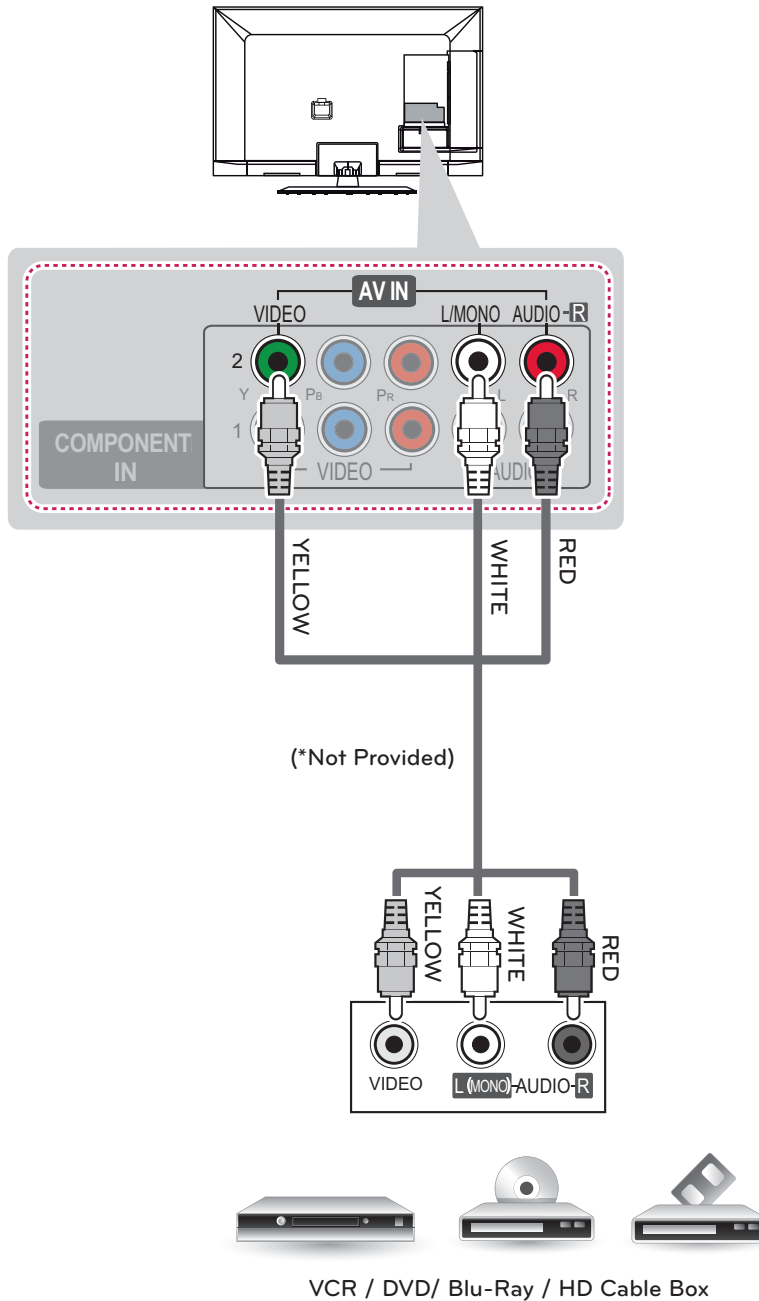 AV IN
VIDEO L/MONO AUDIO-R
2
Y PB PR L R
1
COMPONENT IN
VIDEO AUDIO
YELLOW WHITE RED
(*Not Provided)
YELLOW WHITE RED
VIDEO L (MONO)-AUDIO-R
VCR / DVD/ Blu-Ray / HD Cable Box